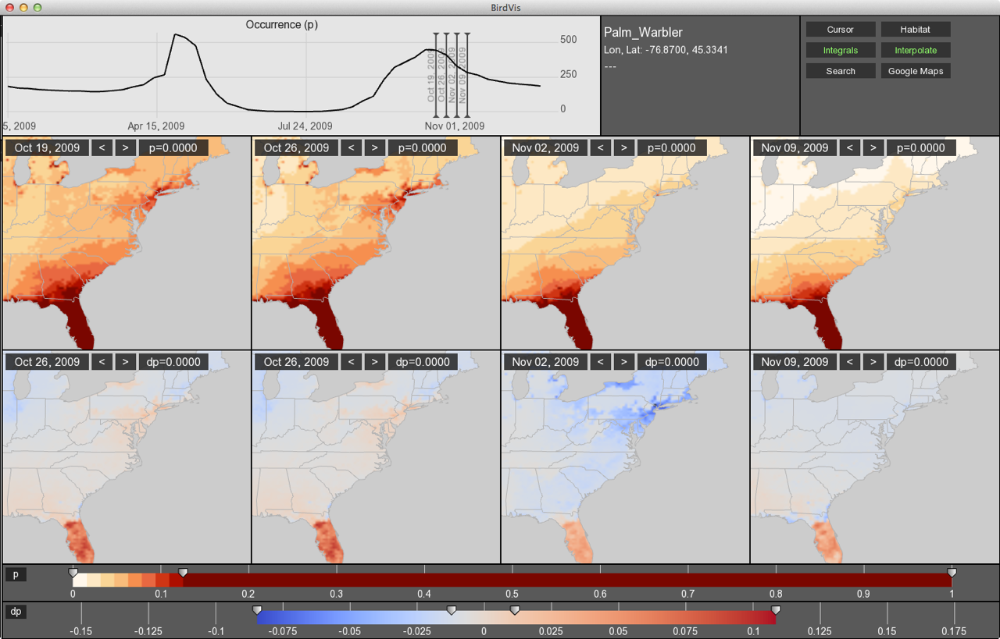 BirdVis
Occurrence (p)
500
250
0
Oct 19, 2009
Oct 26, 2009
Nov 02, 2009
Nov 09, 2009
5, 2009 Apr 15, 2009 Jul 24, 2009 Nov 01, 2009
Palm_Warbler
Lon, Lat: -76.8700, 45.3341
---
Cursor Habitat
Integrals Interpolate
Search Google Maps
Oct 19, 2009 < > p=0.0000 Oct 26, 2009 < > p=0.0000 Nov 02, 2009 < > p=0.0000 Nov 09, 2009 < > p=0.0000
Oct 26, 2009 < > dp=0.0000 Oct 26, 2009 < > dp=0.0000 Nov 02, 2009 < > dp=0.0000 Nov 09, 2009 < > dp=0.0000
p
0 0.1 0.2 0.3 0.4 0.5 0.6 0.7 0.8 0.9 1
dp
-0.15 -0.125 -0.1 -0.075 -0.05 -0.025 0 0.025 0.05 0.075 0.1 0.125 0.15 0.175